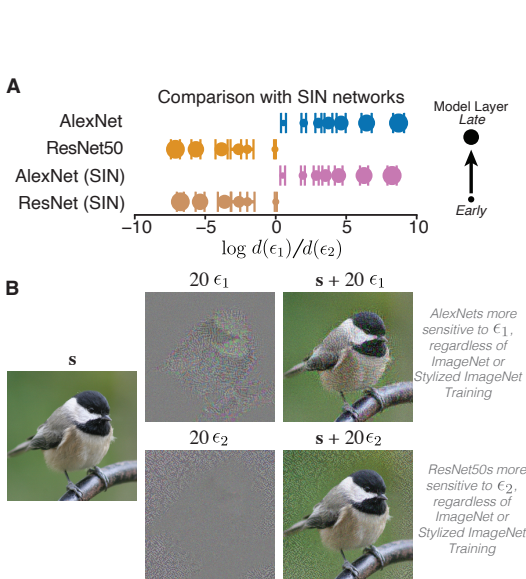 A
Comparison with SIN networks
AlexNet
ResNet50
AlexNet (SIN)
ResNet (SIN)
−10
−5
0
5
10
log d(ϵ₁)/d(ϵ₂)
Model Layer
Late
Early
B
s
20 ϵ₁
s + 20 ϵ₁
AlexNets more
sensitive to ϵ₁,
regardless of
ImageNet or
Stylized ImageNet
Training
20 ϵ₂
s + 20ϵ₂
ResNet50s more
sensitive to ϵ₂,
regardless of
ImageNet or
Stylized ImageNet
Training